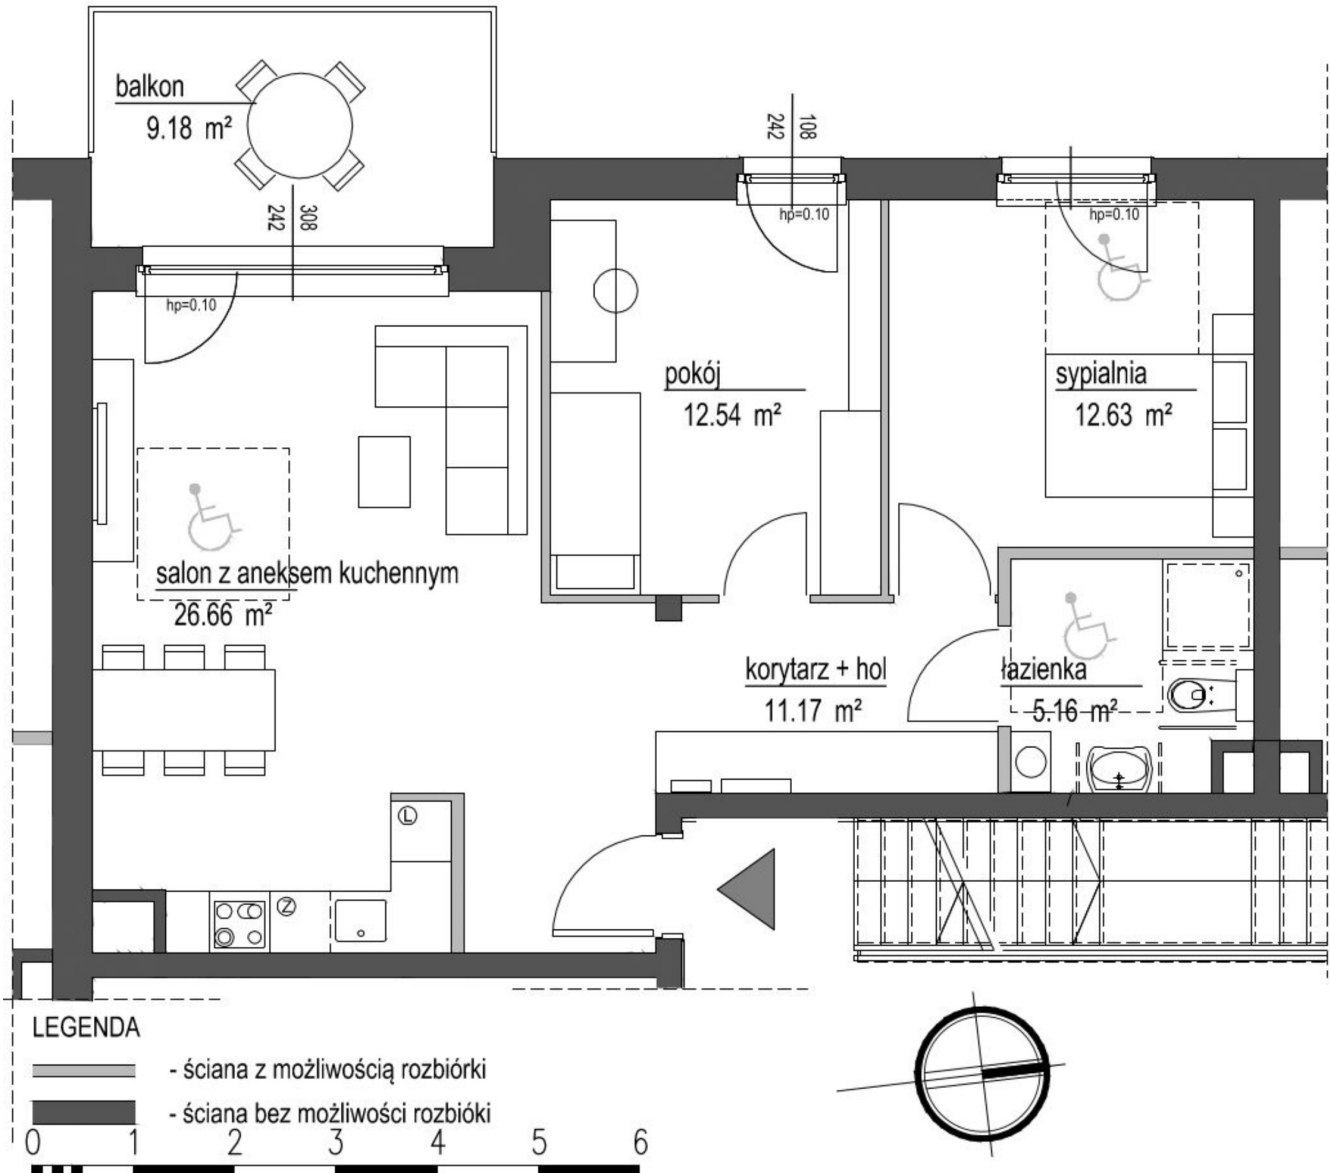 balkon
9.18 m²
242
308
hp=0.10
242
108
hp=0.10
hp=0.10
pokój
12.54 m²
sypialnia
12.63 m²
salon z aneksem kuchennym
26.66 m²
korytarz + hol
11.17 m²
łazienka
5.16 m²
L
Z
LEGENDA
- ściana z możliwością rozbiórki
- ściana bez możliwości rozbióki
0 1 2 3 4 5 6